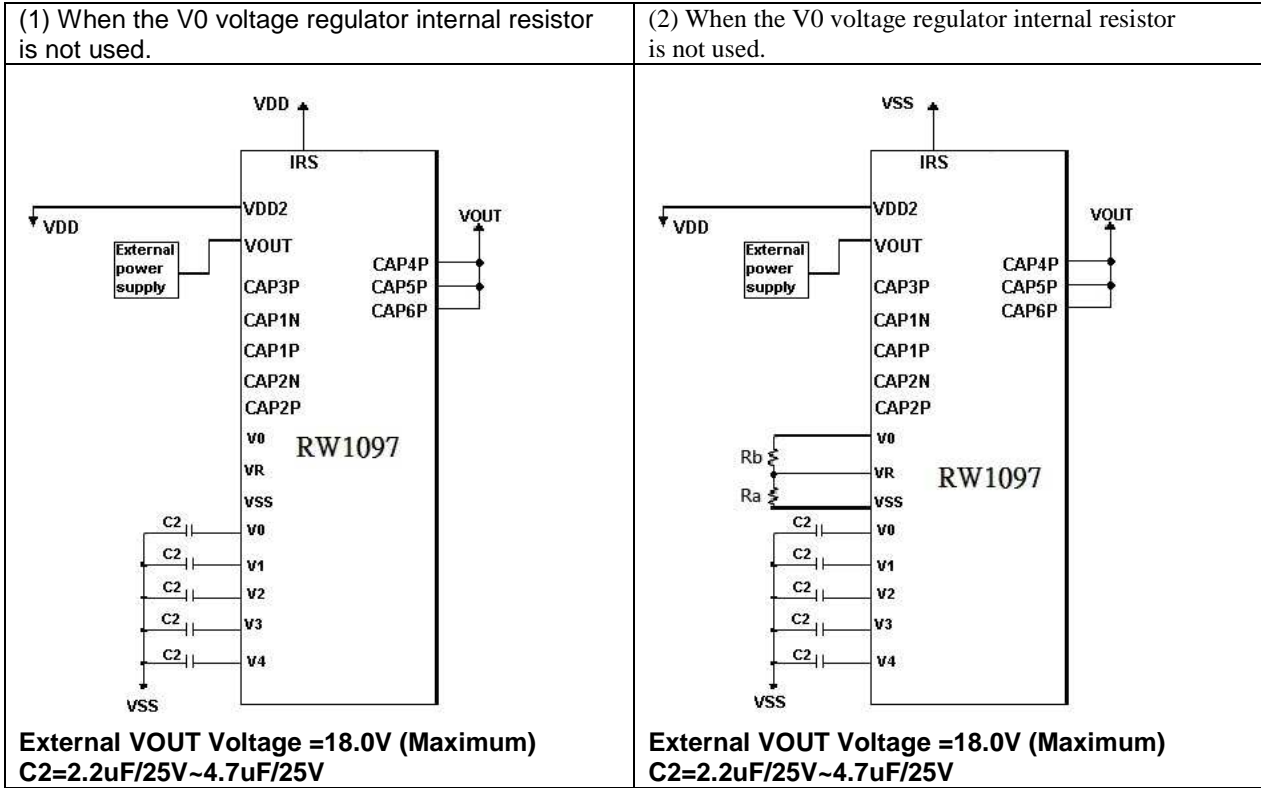 (1) When the V0 voltage regulator internal resistor
is not used.
VDD
IRS
VDD2
VDD
VOUT
External
power
supply
VOUT
CAP4P
CAP5P
CAP6P
CAP3P
CAP1N
CAP1P
CAP2N
CAP2P
V0
RW1097
VR
VSS
C2
V0
C2
V1
C2
V2
C2
V3
C2
V4
VSS
External VOUT Voltage =18.0V (Maximum)
C2=2.2uF/25V~4.7uF/25V
(2) When the V0 voltage regulator internal resistor
is not used.
VSS
IRS
VDD2
VDD
VOUT
External
power
supply
VOUT
CAP4P
CAP5P
CAP6P
CAP3P
CAP1N
CAP1P
CAP2N
CAP2P
V0
Rb
VR
RW1097
Ra
VSS
C2
V0
C2
V1
C2
V2
C2
V3
C2
V4
VSS
External VOUT Voltage =18.0V (Maximum)
C2=2.2uF/25V~4.7uF/25V